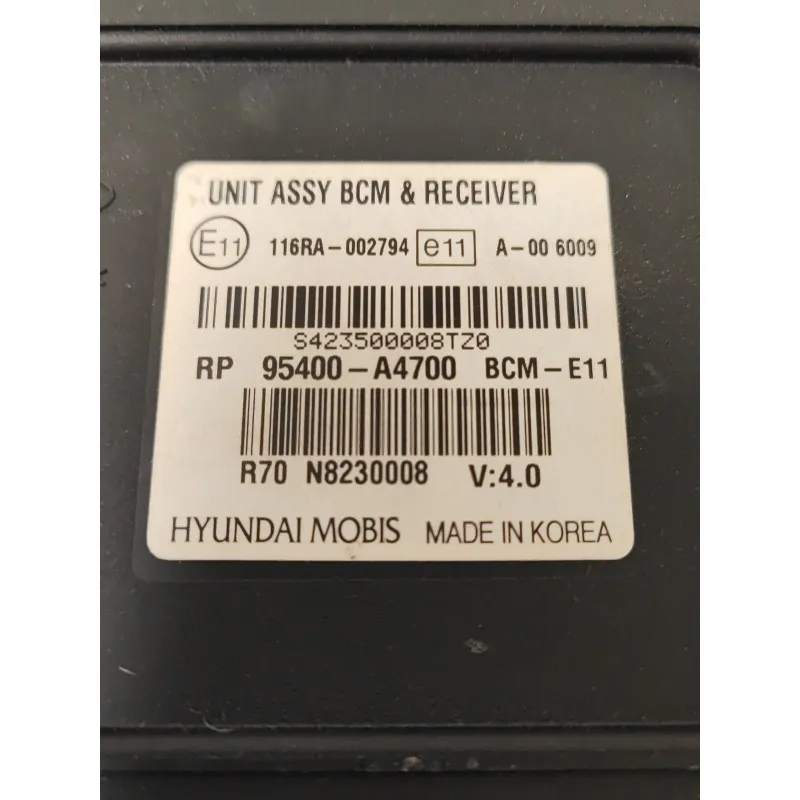 UNIT ASSY BCM & RECEIVER
E11 116RA-002794 e11 A-00 6009
S423500008TZ0
RP 95400-A4700 BCM-E11
R70 N8230008 V:4.0
HYUNDAI MOBIS MADE IN KOREA